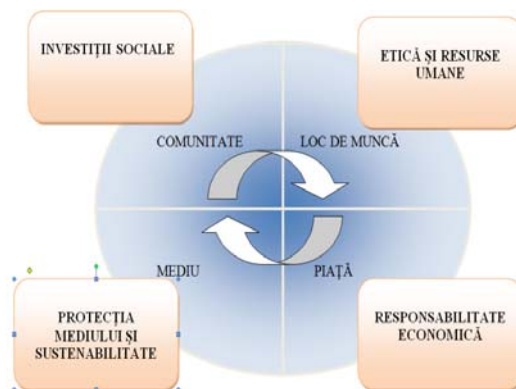 INVESTIȚII SOCIALE
ETICĂ ȘI RESURSE
UMANE
COMUNITATE
LOC DE MUNCĂ
MEDIU
PIAȚĂ
PROTECȚIA
MEDIULUI ȘI
SUSTENABILITATE
RESPONSABILITATE
ECONOMICĂ